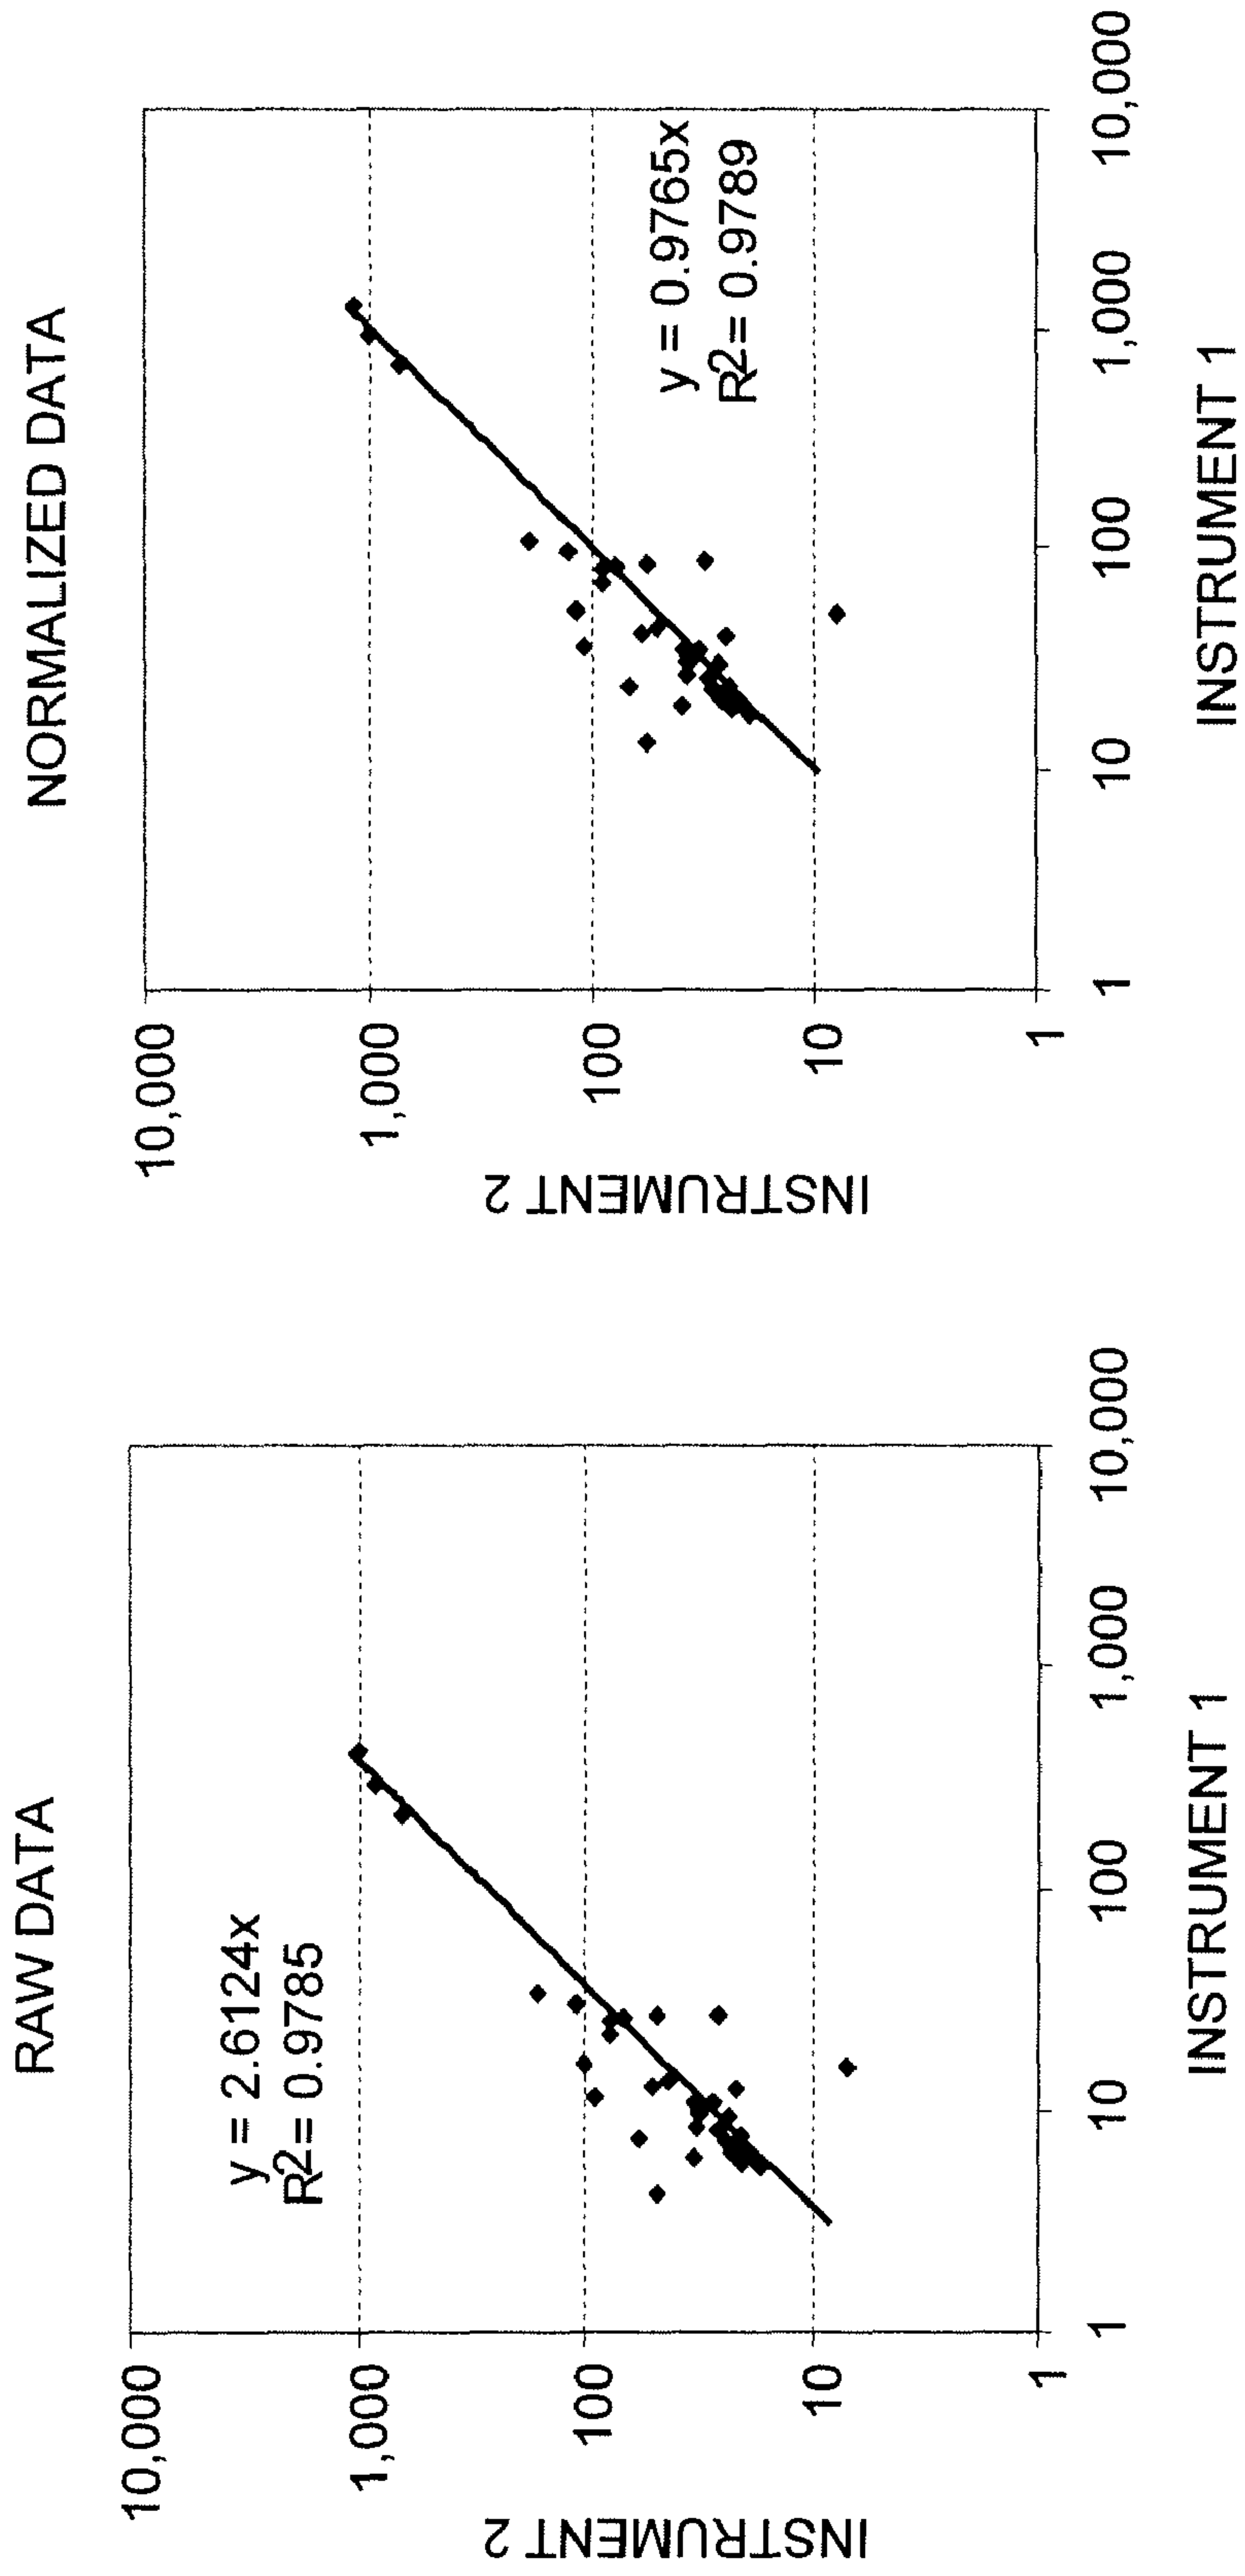 RAW DATA
10,000
1,000
100
10
1
INSTRUMENT 2
y = 2.6124x
R2= 0.9785
1
10
100
1,000
10,000
INSTRUMENT 1
NORMALIZED DATA
10,000
1,000
100
10
1
INSTRUMENT 2
y = 0.9765x
R2= 0.9789
1
10
100
1,000
10,000
INSTRUMENT 1